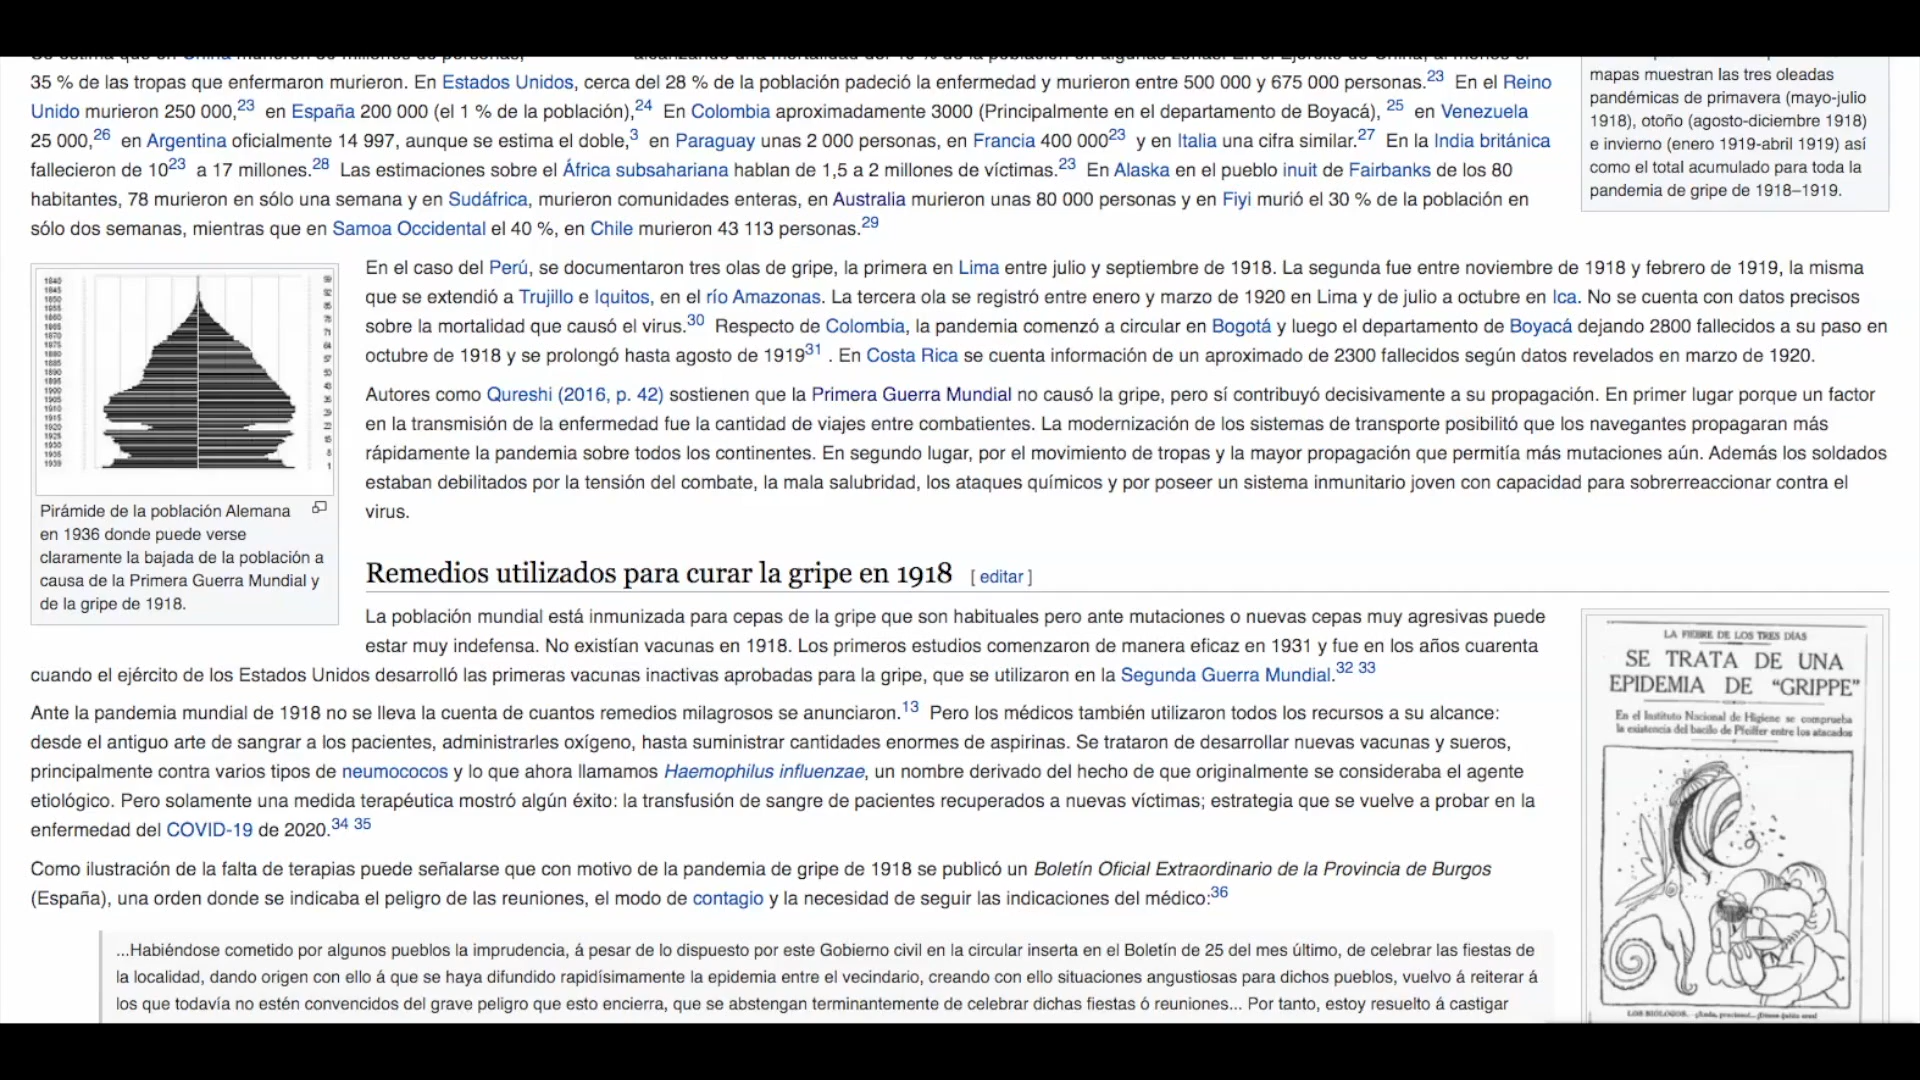 35 % de las tropas que enfermaron murieron. En Estados Unidos, cerca del 28 % de la población padeció la enfermedad y murieron entre 500 000 y 675 000 personas.23 En el Reino
Unido murieron 250 000,23 en España 200 000 (el 1 % de la población),24 En Colombia aproximadamente 3000 (Principalmente en el departamento de Boyacá), 25 en Venezuela
25 000,26 en Argentina oficialmente 14 997, aunque se estima el doble,3 en Paraguay unas 2 000 personas, en Francia 400 00023 y en Italia una cifra similar.27 En la India británica
fallecieron de 1023 a 17 millones.28 Las estimaciones sobre el África subsahariana hablan de 1,5 a 2 millones de víctimas.23 En Alaska en el pueblo inuit de Fairbanks de los 80
habitantes, 78 murieron en sólo una semana y en Sudáfrica, murieron comunidades enteras, en Australia murieron unas 80 000 personas y en Fiyi murió el 30 % de la población en
sólo dos semanas, mientras que en Samoa Occidental el 40 %, en Chile murieron 43 113 personas.29
mapas muestran las tres oleadas
pandémicas de primavera (mayo-julio
1918), otoño (agosto-diciembre 1918)
e invierno (enero 1919-abril 1919) así
como el total acumulado para toda la
pandemia de gripe de 1918–1919.
Pirámide de la población Alemana
en 1936 donde puede verse
claramente la bajada de la población a
causa de la Primera Guerra Mundial y
de la gripe de 1918.
En el caso del Perú, se documentaron tres olas de gripe, la primera en Lima entre julio y septiembre de 1918. La segunda fue entre noviembre de 1918 y febrero de 1919, la misma
que se extendió a Trujillo e Iquitos, en el río Amazonas. La tercera ola se registró entre enero y marzo de 1920 en Lima y de julio a octubre en Ica. No se cuenta con datos precisos
sobre la mortalidad que causó el virus.30 Respecto de Colombia, la pandemia comenzó a circular en Bogotá y luego el departamento de Boyacá dejando 2800 fallecidos a su paso en
octubre de 1918 y se prolongó hasta agosto de 191931 . En Costa Rica se cuenta información de un aproximado de 2300 fallecidos según datos revelados en marzo de 1920.
Autores como Qureshi (2016, p. 42) sostienen que la Primera Guerra Mundial no causó la gripe, pero sí contribuyó decisivamente a su propagación. En primer lugar porque un factor
en la transmisión de la enfermedad fue la cantidad de viajes entre combatientes. La modernización de los sistemas de transporte posibilitó que los navegantes propagaran más
rápidamente la pandemia sobre todos los continentes. En segundo lugar, por el movimiento de tropas y la mayor propagación que permitía más mutaciones aún. Además los soldados
estaban debilitados por la tensión del combate, la mala salubridad, los ataques químicos y por poseer un sistema inmunitario joven con capacidad para sobrerreaccionar contra el
virus.
Remedios utilizados para curar la gripe en 1918 [ editar ]
La población mundial está inmunizada para cepas de la gripe que son habituales pero ante mutaciones o nuevas cepas muy agresivas puede
estar muy indefensa. No existían vacunas en 1918. Los primeros estudios comenzaron de manera eficaz en 1931 y fue en los años cuarenta
cuando el ejército de los Estados Unidos desarrolló las primeras vacunas inactivas aprobadas para la gripe, que se utilizaron en la Segunda Guerra Mundial.32 33
Ante la pandemia mundial de 1918 no se lleva la cuenta de cuantos remedios milagrosos se anunciaron.13 Pero los médicos también utilizaron todos los recursos a su alcance:
desde el antiguo arte de sangrar a los pacientes, administrarles oxígeno, hasta suministrar cantidades enormes de aspirinas. Se trataron de desarrollar nuevas vacunas y sueros,
principalmente contra varios tipos de neumococos y lo que ahora llamamos Haemophilus influenzae, un nombre derivado del hecho de que originalmente se consideraba el agente
etiológico. Pero solamente una medida terapéutica mostró algún éxito: la transfusión de sangre de pacientes recuperados a nuevas víctimas; estrategia que se vuelve a probar en la
enfermedad del COVID-19 de 2020.34 35
Como ilustración de la falta de terapias puede señalarse que con motivo de la pandemia de gripe de 1918 se publicó un Boletín Oficial Extraordinario de la Provincia de Burgos
(España), una orden donde se indicaba el peligro de las reuniones, el modo de contagio y la necesidad de seguir las indicaciones del médico:36
...Habiéndose cometido por algunos pueblos la imprudencia, á pesar de lo dispuesto por este Gobierno civil en la circular inserta en el Boletín de 25 del mes último, de celebrar las fiestas de
la localidad, dando origen con ello á que se haya difundido rapidísimamente la epidemia entre el vecindario, creando con ello situaciones angustiosas para dichos pueblos, vuelvo á reiterar á
los que todavía no estén convencidos del grave peligro que esto encierra, que se abstengan terminantemente de celebrar dichas fiestas ó reuniones... Por tanto, estoy resuelto á castigar
LA FIEBRE DE LOS TRES DÍAS
SE TRATA DE UNA
EPIDEMIA DE “GRIPPE”
En el Instituto Nacional de Higiene se comprueba
la existencia del bacilo de Pfeiffer entre los atacados
LOS BIOLOGOS.